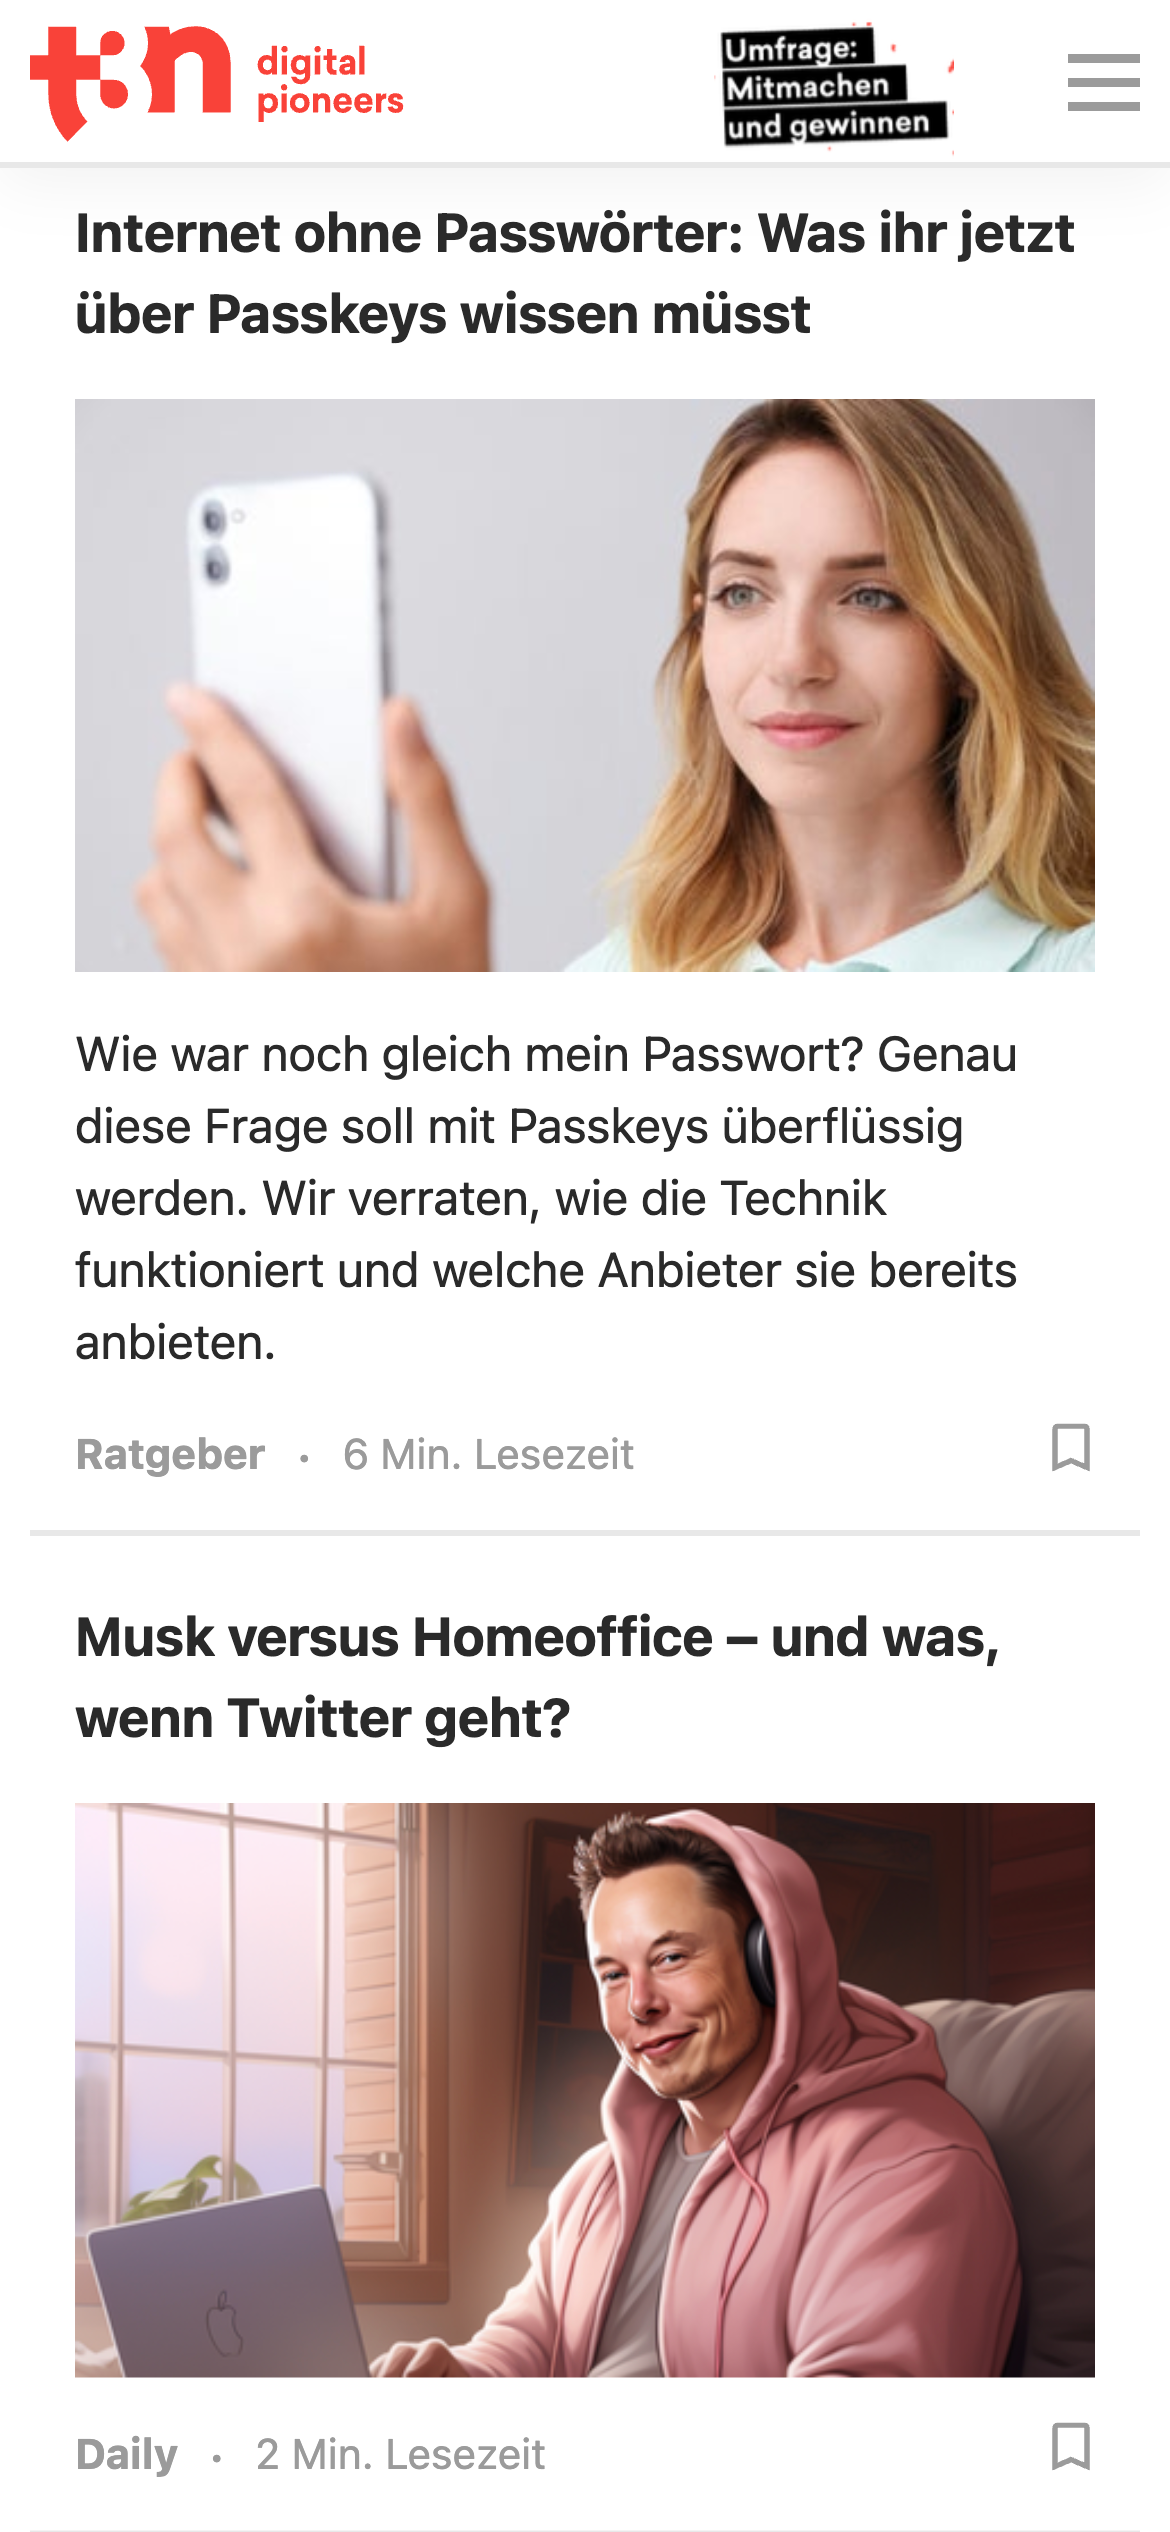 t3n digital
pioneers
Umfrage:
Mitmachen
und gewinnen
Internet ohne Passwörter: Was ihr jetzt
über Passkeys wissen müsst
Wie war noch gleich mein Passwort? Genau
diese Frage soll mit Passkeys überflüssig
werden. Wir verraten, wie die Technik
funktioniert und welche Anbieter sie bereits
anbieten.
Ratgeber · 6 Min. Lesezeit
Musk versus Homeoffice – und was,
wenn Twitter geht?
Daily · 2 Min. Lesezeit